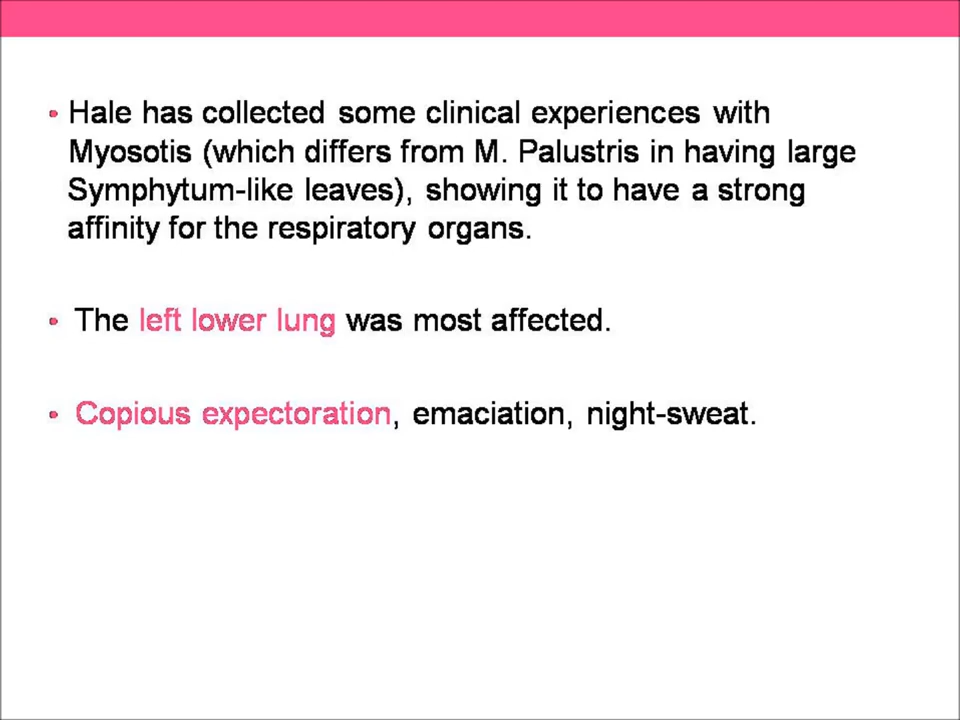 • Hale has collected some clinical experiences with
Myosotis (which differs from M. Palustris in having large
Symphytum-like leaves), showing it to have a strong
affinity for the respiratory organs.
• The left lower lung was most affected.
• Copious expectoration, emaciation, night-sweat.